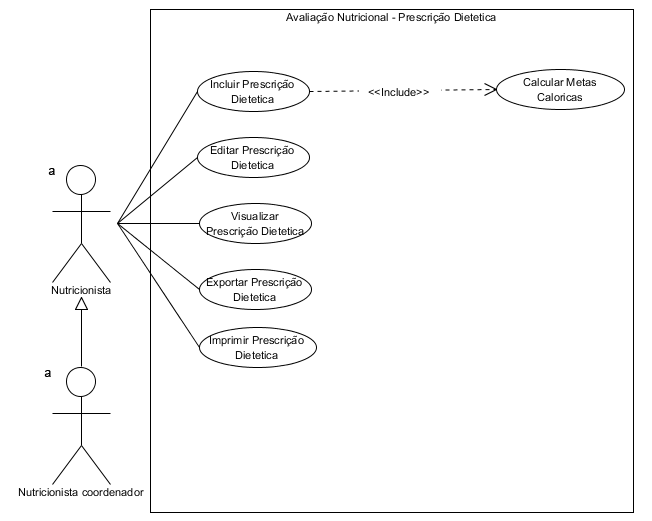 Avaliação Nutricional - Prescrição Dietetica
Incluir Prescrição
Dietetica
<<Include>>
Calcular Metas
Caloricas
Editar Prescrição
Dietetica
a
Visualizar
Prescrição Dietetica
Exportar Prescrição
Dietetica
Nutricionista
Imprimir Prescrição
Dietetica
a
Nutricionista coordenador